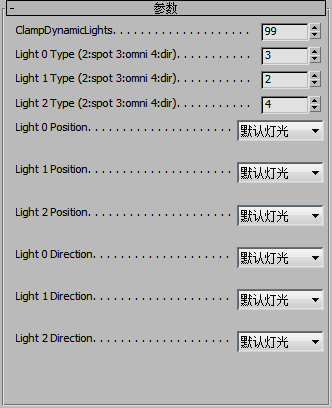 - 参数
ClampDynamicLights. . . . . . . . . . . . . . . . . . . . . . 99
Light 0 Type (2:spot 3:omni 4:dir). . . . . . . . . . . 3
Light 1 Type (2:spot 3:omni 4:dir). . . . . . . . . . . 2
Light 2 Type (2:spot 3:omni 4:dir). . . . . . . . . . . 4
Light 0 Position. . . . . . . . . . . . . . . . . . . . . . 默认灯光
Light 1 Position. . . . . . . . . . . . . . . . . . . . . . 默认灯光
Light 2 Position. . . . . . . . . . . . . . . . . . . . . . 默认灯光
Light 0 Direction. . . . . . . . . . . . . . . . . . . . . 默认灯光
Light 1 Direction. . . . . . . . . . . . . . . . . . . . . 默认灯光
Light 2 Direction. . . . . . . . . . . . . . . . . . . . . 默认灯光